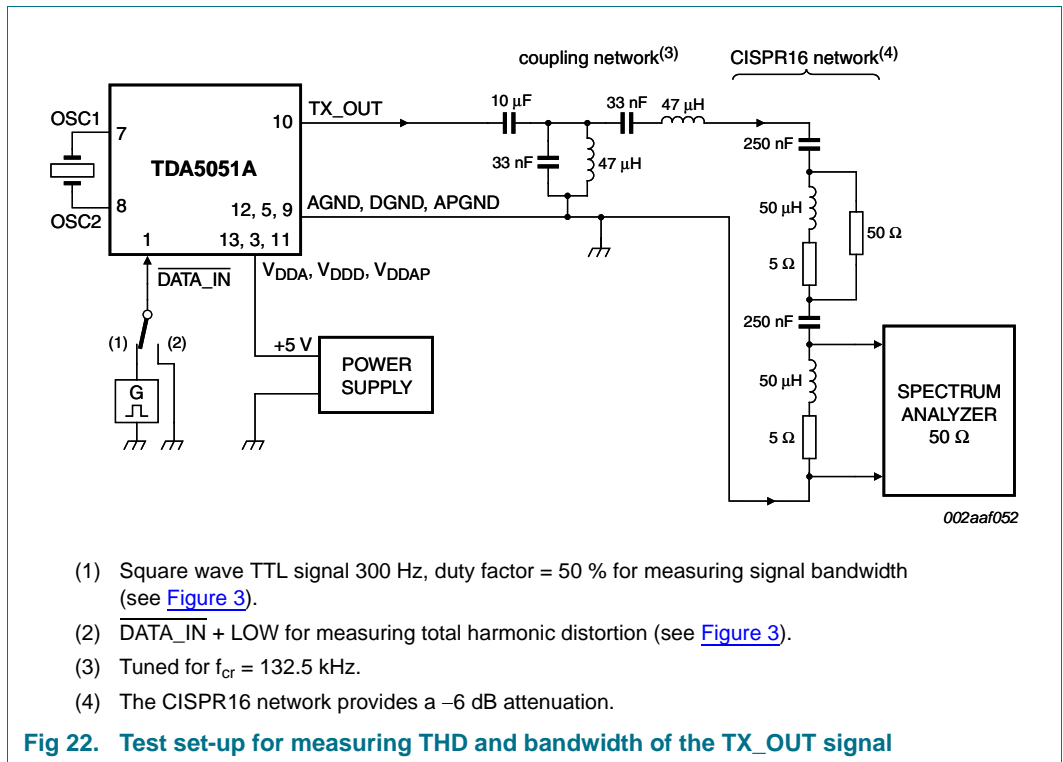 coupling network(3)
CISPR16 network(4)
OSC1
7
OSC2
8
TDA5051A
10
TX_OUT
12, 5, 9
AGND, DGND, APGND
1
13, 3, 11
DATA_IN
VDDA, VDDD, VDDAP
(1)
(2)
G
+5 V
POWER
SUPPLY
10 μF
33 nF
47 μH
33 nF
47 μH
250 nF
50 μH
5 Ω
50 Ω
250 nF
50 μH
5 Ω
SPECTRUM
ANALYZER
50 Ω
002aaf052
(1) Square wave TTL signal 300 Hz, duty factor = 50 % for measuring signal bandwidth
(see Figure 3).
(2) DATA_IN + LOW for measuring total harmonic distortion (see Figure 3).
(3) Tuned for fcr = 132.5 kHz.
(4) The CISPR16 network provides a −6 dB attenuation.
Fig 22. Test set-up for measuring THD and bandwidth of the TX_OUT signal